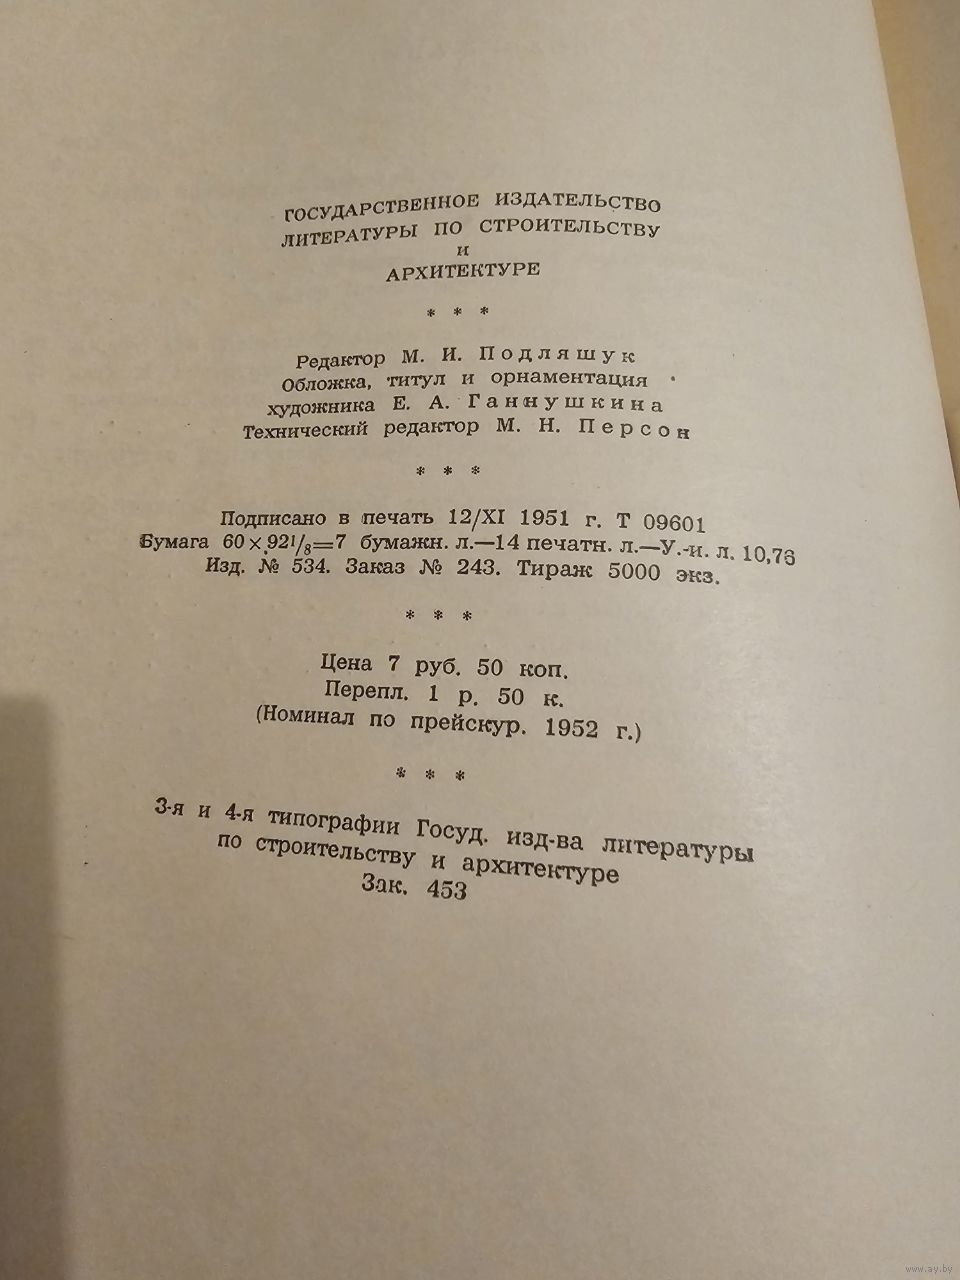 ГОСУДАРСТВЕННОЕ ИЗДАТЕЛЬСТВО
ЛИТЕРАТУРЫ ПО СТРОИТЕЛЬСТВУ
И
АРХИТЕКТУРЕ
* * *
Редактор М. И. Подляшук
Обложка, титул и орнаментация
художника Е. А. Ганнушкина
Технический редактор М. Н. Персон
* * *
Подписано в печать 12/XI 1951 г. Т 09601
Бумага 60×92¹/₈=7 бумажн. л.—14 печатн. л.—У.-и. л. 10,76
Изд. № 534. Заказ № 243. Тираж 5000 экз.
* * *
Цена 7 руб. 50 коп.
Перепл. 1 р. 50 к.
(Номинал по прейскур. 1952 г.)
* * *
3-я и 4-я типографии Госуд. изд-ва литературы
по строительству и архитектуре
Зак. 453
www.ay.by